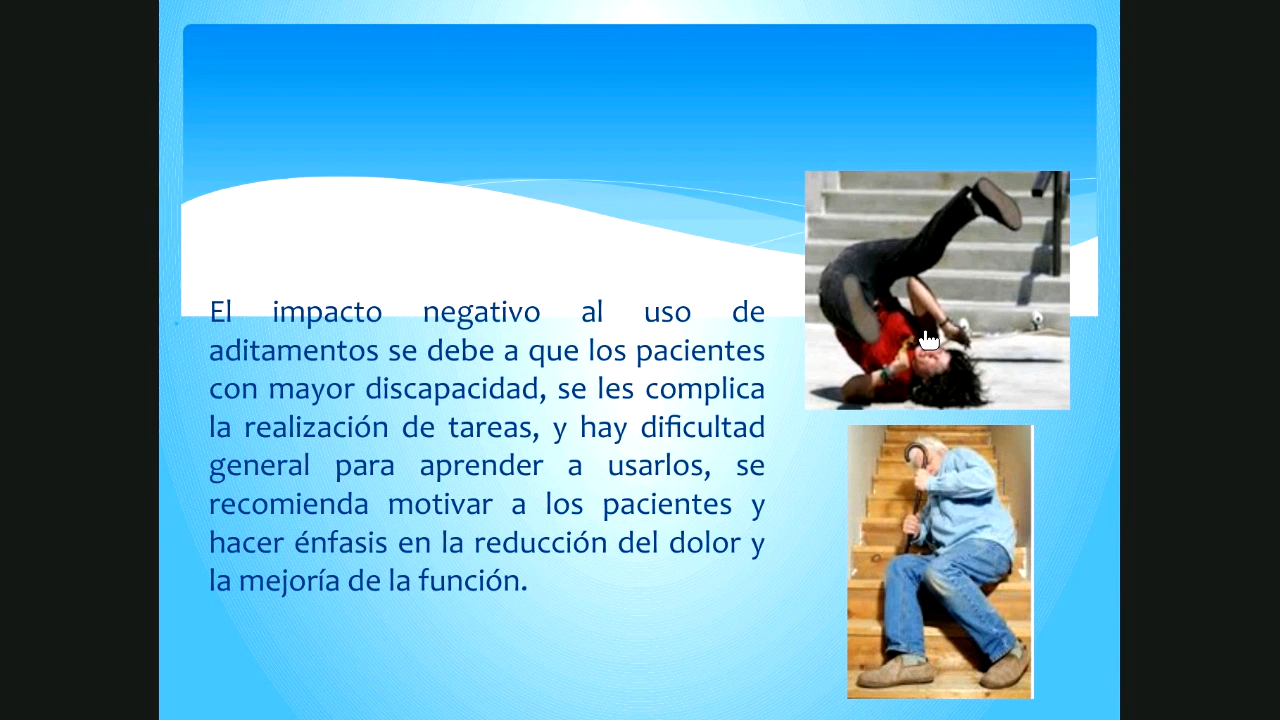 El impacto negativo al uso de
aditamentos se debe a que los pacientes
con mayor discapacidad, se les complica
la realización de tareas, y hay dificultad
general para aprender a usarlos, se
recomienda motivar a los pacientes y
hacer énfasis en la reducción del dolor y
la mejoría de la función.